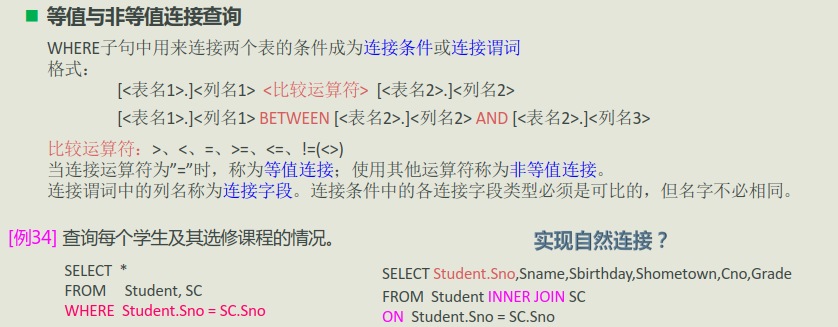 等值与非等值连接查询
WHERE子句中用来连接两个表的条件成为连接条件或连接谓词
格式：
[<表名1>.]<列名1> <比较运算符> [<表名2>.]<列名2>
[<表名1>.]<列名1> BETWEEN [<表名2>.]<列名2> AND [<表名2>.]<列名3>
比较运算符：>、<、=、>=、<=、!=(<>)
当连接运算符为”=”时，称为等值连接；使用其他运算符称为非等值连接。
连接谓词中的列名称为连接字段。连接条件中的各连接字段类型必须是可比的，但名字不必相同。
[例34] 查询每个学生及其选修课程的情况。
SELECT *
FROM Student, SC
WHERE Student.Sno = SC.Sno
实现自然连接？
SELECT Student.Sno,Sname,Sbirthday,Shometown,Cno,Grade
FROM Student INNER JOIN SC
ON Student.Sno = SC.Sno